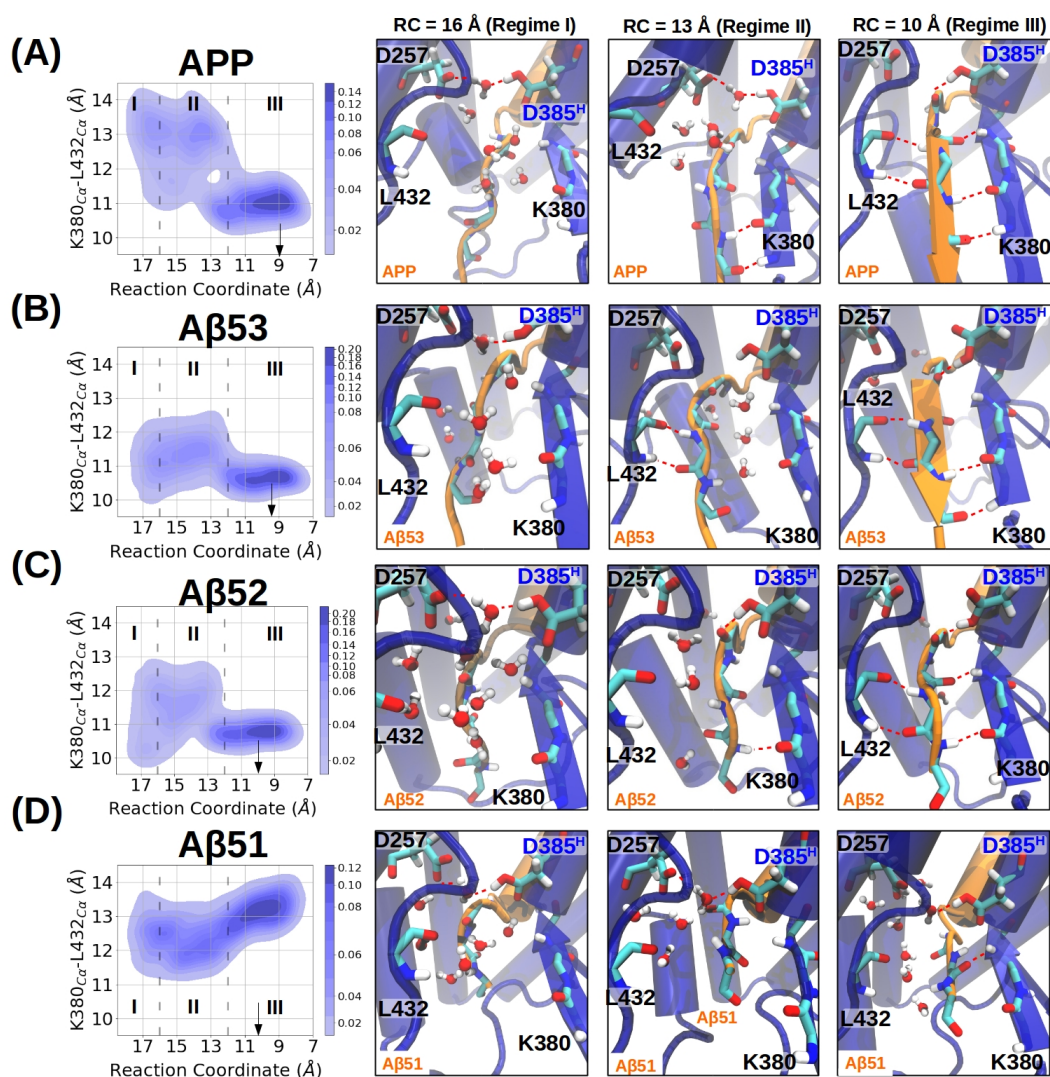 RC = 16 Å (Regime I)
RC = 13 Å (Regime II)
RC = 10 Å (Regime III)
(A)
APP
K380Cα-L432Cα (Å)
14
13
12
11
10
I
II
III
0.14
0.12
0.10
0.08
0.06
0.04
0.02
17 15 13 11 9 7
Reaction Coordinate (Å)
D257
D385H
L432
K380
APP
D257
D385H
L432
K380
APP
D257
D385H
L432
K380
APP
(B)
Aβ53
K380Cα-L432Cα (Å)
14
13
12
11
10
I
II
III
0.20
0.18
0.16
0.14
0.12
0.10
0.08
0.06
0.04
0.02
17 15 13 11 9 7
Reaction Coordinate (Å)
D257
D385H
L432
K380
Aβ53
D257
D385H
L432
K380
Aβ53
D257
D385H
L432
K380
Aβ53
(C)
Aβ52
K380Cα-L432Cα (Å)
14
13
12
11
10
I
II
III
0.20
0.18
0.16
0.14
0.12
0.10
0.08
0.06
0.04
0.02
17 15 13 11 9 7
Reaction Coordinate (Å)
D257
D385H
L432
K380
Aβ52
D257
D385H
L432
K380
Aβ52
D257
D385H
L432
K380
Aβ52
(D)
Aβ51
K380Cα-L432Cα (Å)
14
13
12
11
10
I
II
III
0.12
0.10
0.08
0.07
0.06
0.04
0.02
17 15 13 11 9 7
Reaction Coordinate (Å)
D257
D385H
L432
K380
Aβ51
D257
D385H
L432
Aβ51
K380
Aβ51
D257
D385H
L432
K380
Aβ51